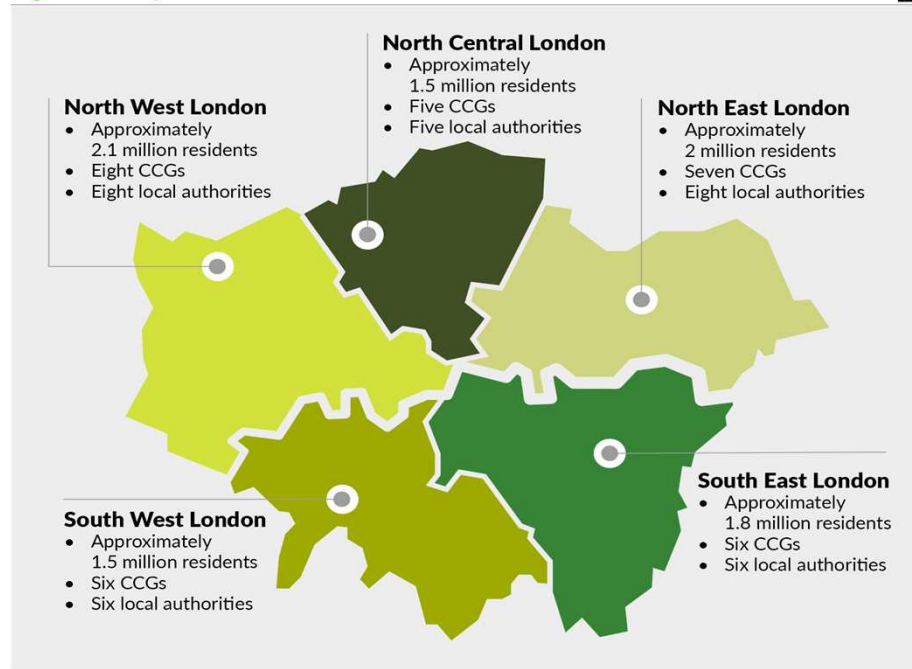 North Central London
• Approximately
1.5 million residents
• Five CCGs
• Five local authorities
North West London
• Approximately
2.1 million residents
• Eight CCGs
• Eight local authorities
North East London
• Approximately
2 million residents
• Seven CCGs
• Eight local authorities
South West London
• Approximately
1.5 million residents
• Six CCGs
• Six local authorities
South East London
• Approximately
1.8 million residents
• Six CCGs
• Six local authorities